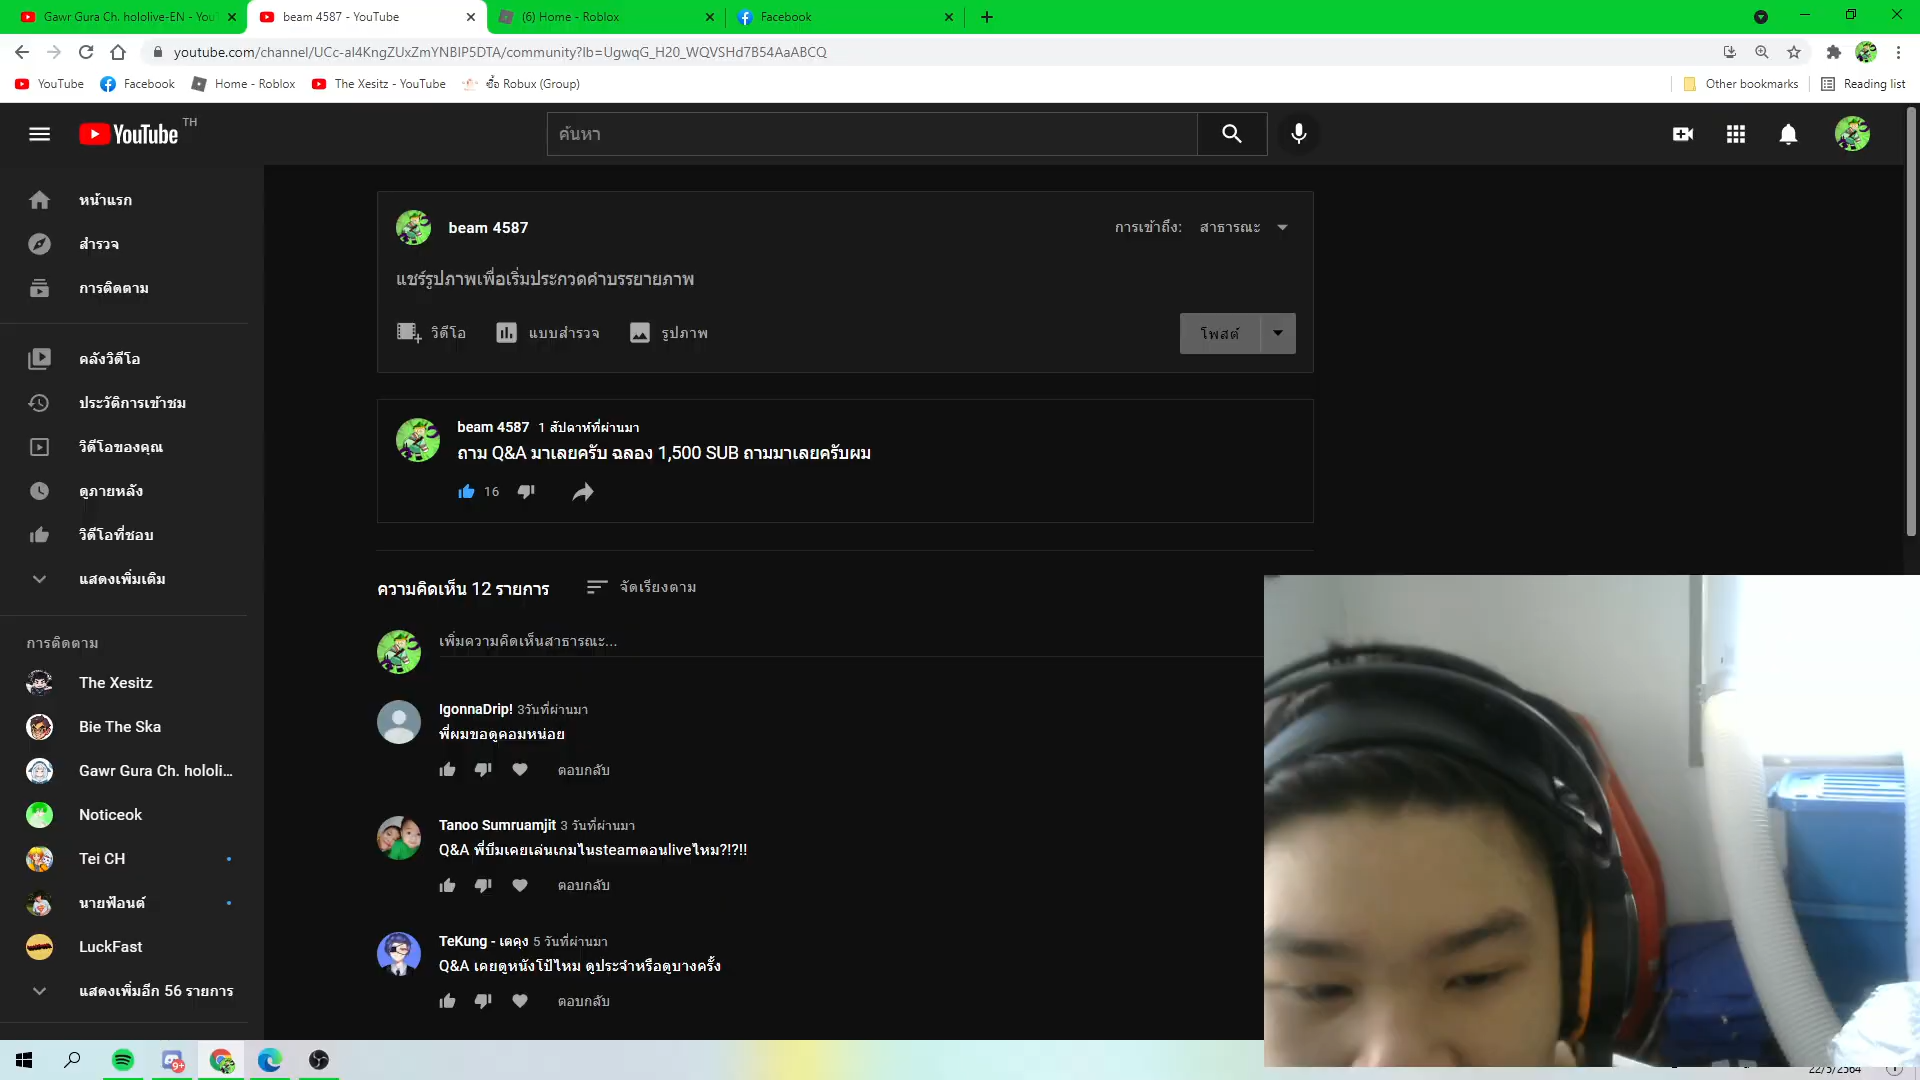 Gawr Gura Ch. hololive-EN - You
beam 4587 - YouTube
(6) Home - Roblox
Facebook
youtube.com/channel/UCc-al4KngZUxZmYNBIP5DTA/community?lb=UgwqG_H20_WQVSHd7B54AaABCQ
YouTube
Facebook
Home - Roblox
The Xesitz - YouTube
ซื้อ Robux (Group)
Other bookmarks
Reading list
YouTube TH
ค้นหา
หน้าแรก
สำรวจ
การติดตาม
คลังวิดีโอ
ประวัติการเข้าชม
วิดีโอของคุณ
ดูภายหลัง
วิดีโอที่ชอบ
แสดงเพิ่มเติม
การติดตาม
The Xesitz
Bie The Ska
Gawr Gura Ch. hololi...
Noticeok
Tei CH
นายฟ้อนต์
LuckFast
แสดงเพิ่มอีก 56 รายการ
beam 4587
การเข้าถึง: สาธารณะ
แชร์รูปภาพเพื่อเริ่มประกวดคำบรรยายภาพ
วิดีโอ
แบบสำรวจ
รูปภาพ
โพสต์
beam 4587 1 สัปดาห์ที่ผ่านมา
ถาม Q&A มาเลยครับ ฉลอง 1,500 SUB ถามมาเลยครับผม
16
ความคิดเห็น 12 รายการ
จัดเรียงตาม
เพิ่มความคิดเห็นสาธารณะ...
IgonnaDrip! 3วันที่ผ่านมา
พี่ผมขอดูคอมหน่อย
ตอบกลับ
Tanoo Sumruamjit 3 วันที่ผ่านมา
Q&A พี่บีมเคยเล่นเกมในsteamตอนliveไหม?!?!!
ตอบกลับ
TeKung - เตคุง 5 วันที่ผ่านมา
Q&A เคยดูหนังโป๊ไหม ดูประจำหรือดูบางครั้ง
ตอบกลับ
9+
22/5/2564